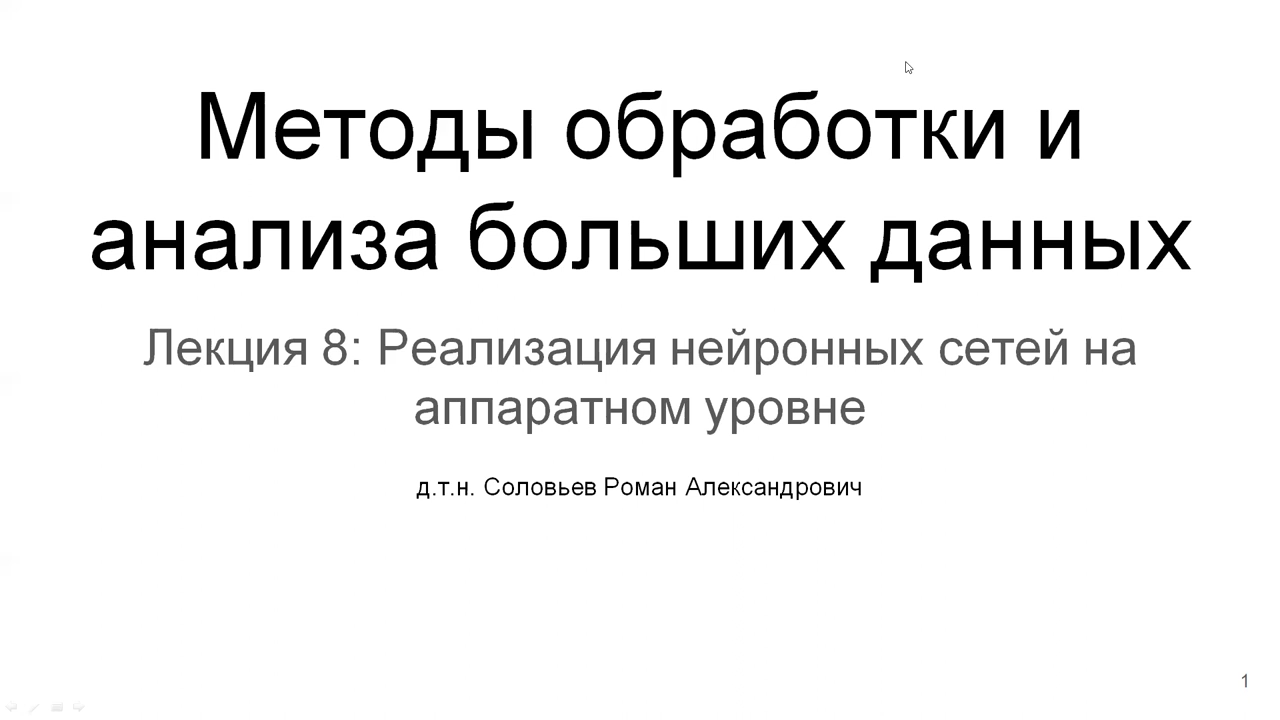 Методы обработки и
анализа больших данных
Лекция 8: Реализация нейронных сетей на
аппаратном уровне
д.т.н. Соловьев Роман Александрович
1